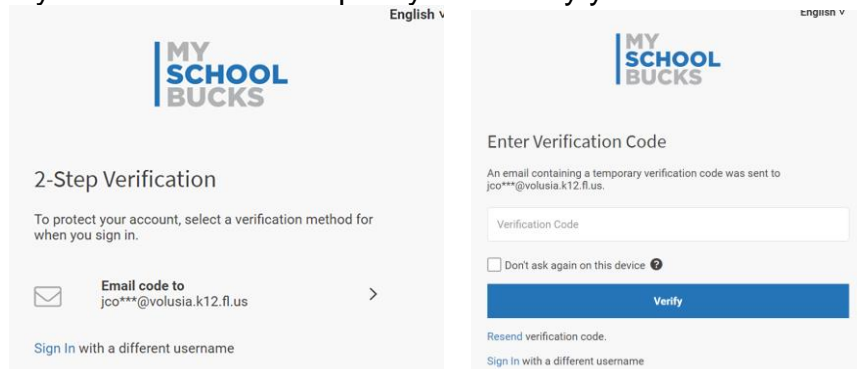 English v
MY
SCHOOL
BUCKS
2-Step Verification
To protect your account, select a verification method for
when you sign in.
Email code to
jco***@volusia.k12.fl.us
Sign In with a different username
English v
MY
SCHOOL
BUCKS
Enter Verification Code
An email containing a temporary verification code was sent to
jco***@volusia.k12.fl.us.
Verification Code
Don't ask again on this device ?
Verify
Resend verification code.
Sign In with a different username